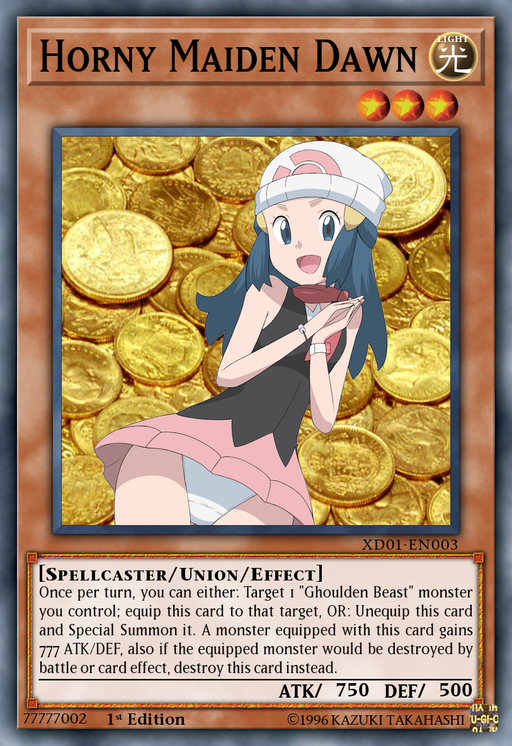 Horny Maiden Dawn
LIGHT
光
XD01-EN003
[Spellcaster/Union/Effect]
Once per turn, you can either: Target 1 "Ghoulden Beast" monster
you control; equip this card to that target, OR: Unequip this card
and Special Summon it. A monster equipped with this card gains
777 ATK/DEF, also if the equipped monster would be destroyed by
battle or card effect, destroy this card instead.
ATK/ 750 DEF/ 500
77777002 1st Edition ©1996 KAZUKI TAKAHASHI